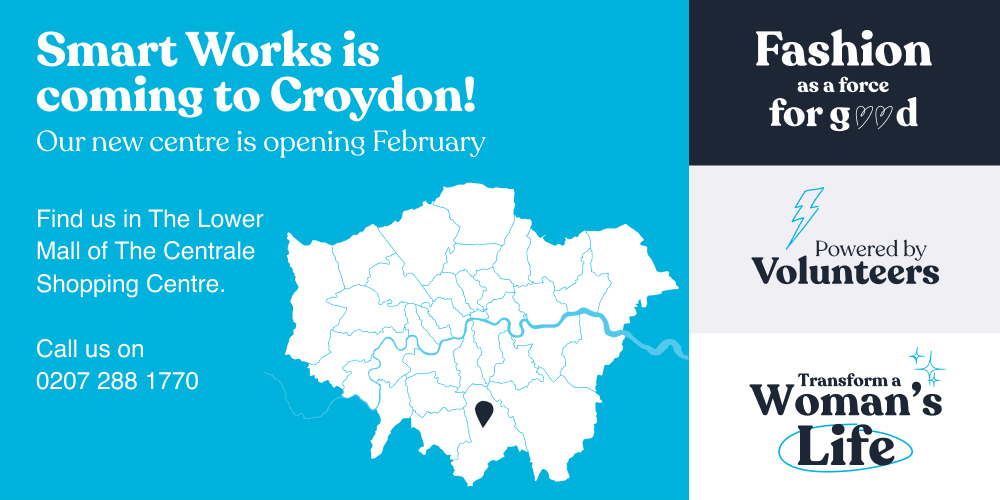 Smart Works is
coming to Croydon!
Our new centre is opening February
Find us in The Lower
Mall of The Centrale
Shopping Centre.
Call us on
0207 288 1770
Fashion
as a force
for good
Powered by
Volunteers
Transform a
Woman's
Life